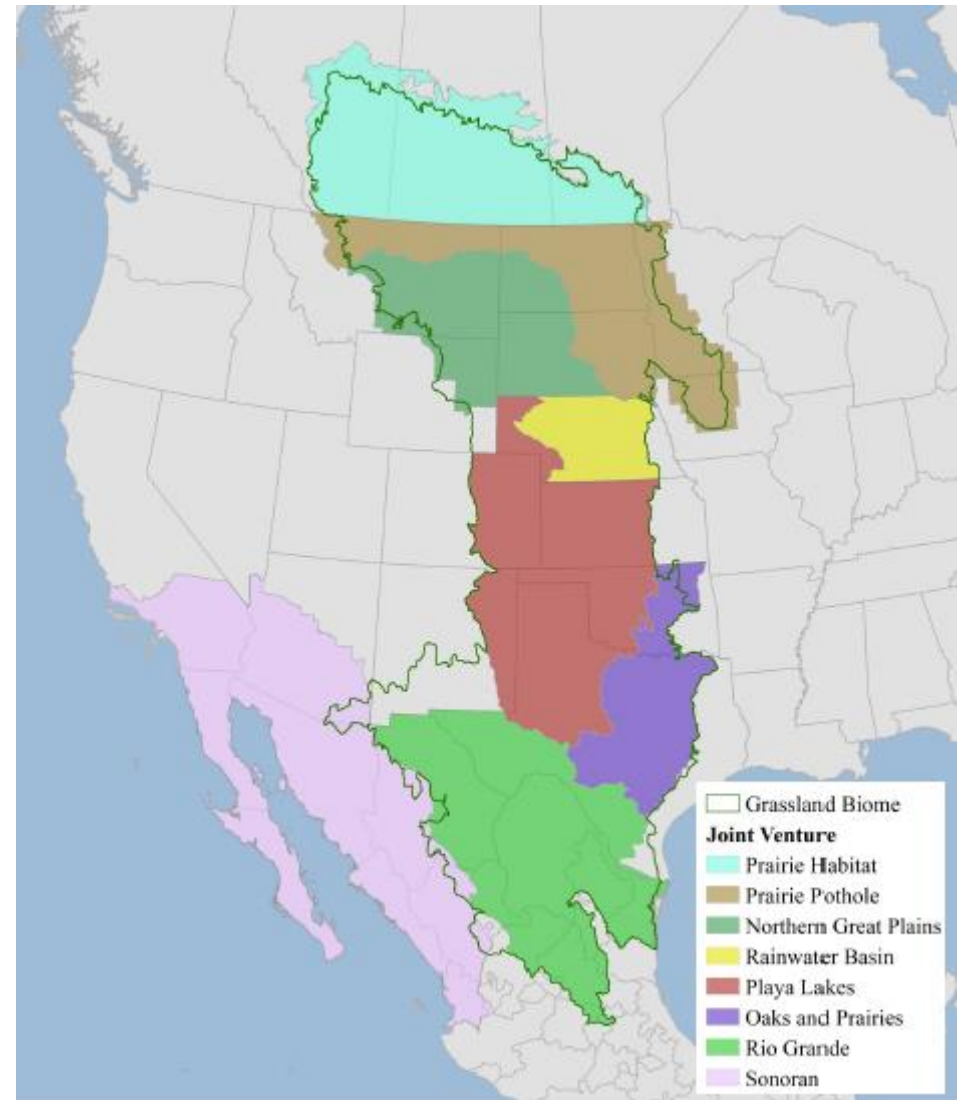 Grassland Biome
Joint Venture
Prairie Habitat
Prairie Pothole
Northern Great Plains
Rainwater Basin
Playa Lakes
Oaks and Prairies
Rio Grande
Sonoran